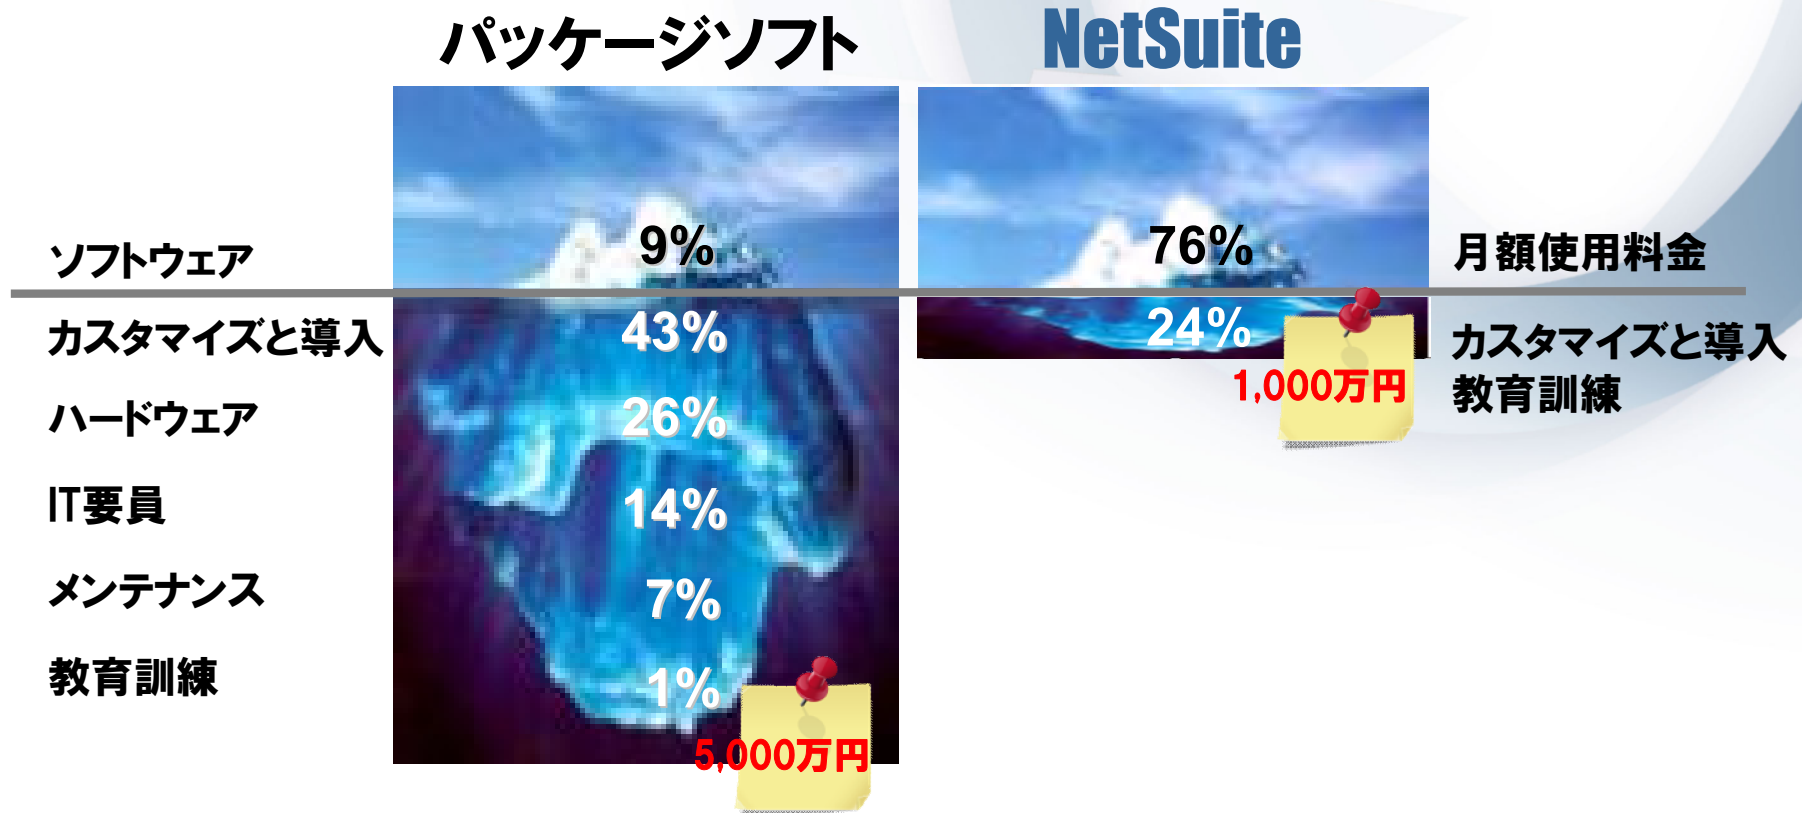 パッケージソフト
NetSuite
ソフトウェア
9%
76%
月額使用料金
カスタマイズと導入
43%
24%
カスタマイズと導入
教育訓練
1,000万円
ハードウェア
26%
IT要員
14%
メンテナンス
7%
教育訓練
1%
5,000万円